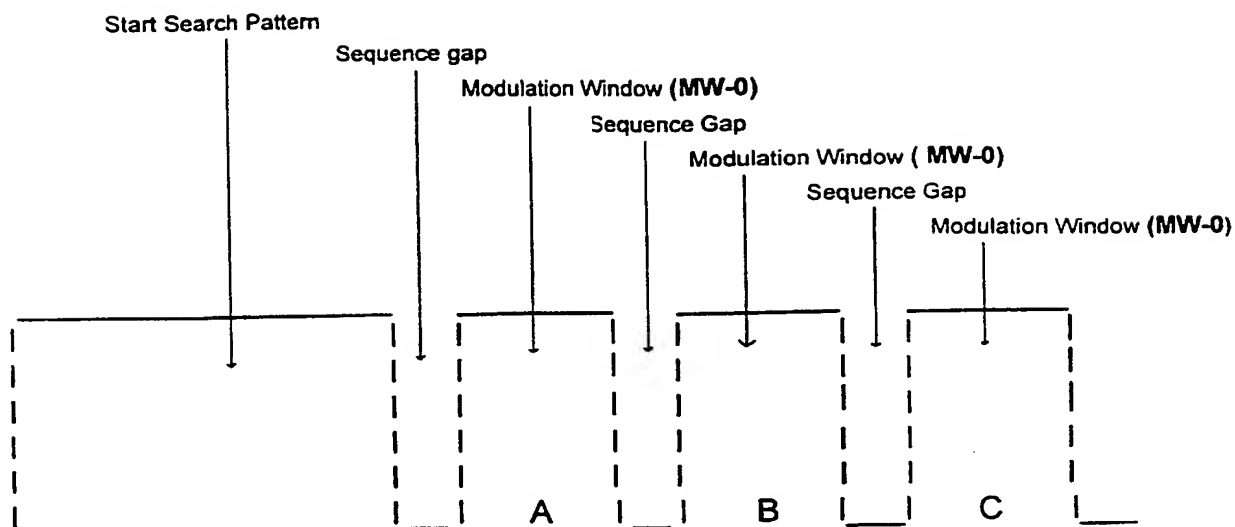 Start Search Pattern
Sequence gap
Modulation Window (MW-0)
Sequence Gap
Modulation Window ( MW-0)
Sequence Gap
Modulation Window (MW-0)
A
B
C